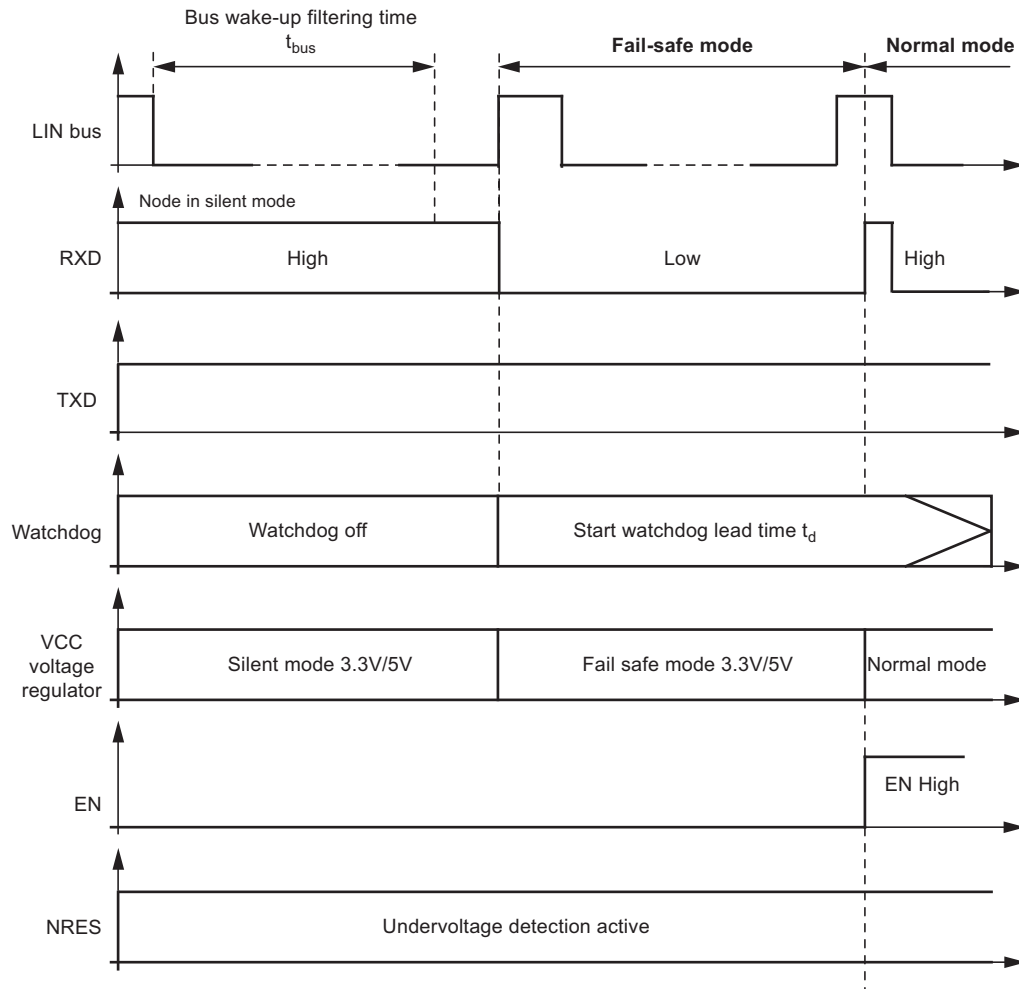 Bus wake-up filtering time
tbus
Fail-safe mode
Normal mode
LIN bus
Node in silent mode
RXD
High
Low
High
TXD
Watchdog
Watchdog off
Start watchdog lead time td
VCC
voltage
regulator
Silent mode 3.3V/5V
Fail safe mode 3.3V/5V
Normal mode
EN
EN High
NRES
Undervoltage detection active